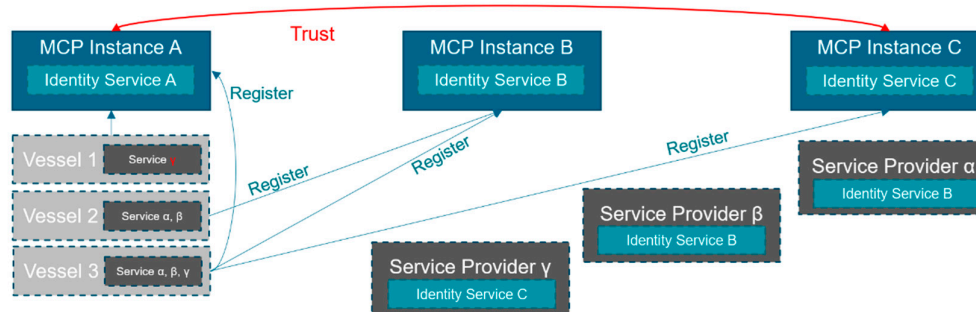 Trust
MCP Instance A
Identity Service A
MCP Instance B
Identity Service B
MCP Instance C
Identity Service C
Register
Register
Register
Register
Vessel 1
Service γ
Vessel 2
Service α, β
Vessel 3
Service α, β, γ
Service Provider α
Identity Service B
Service Provider β
Identity Service B
Service Provider γ
Identity Service C